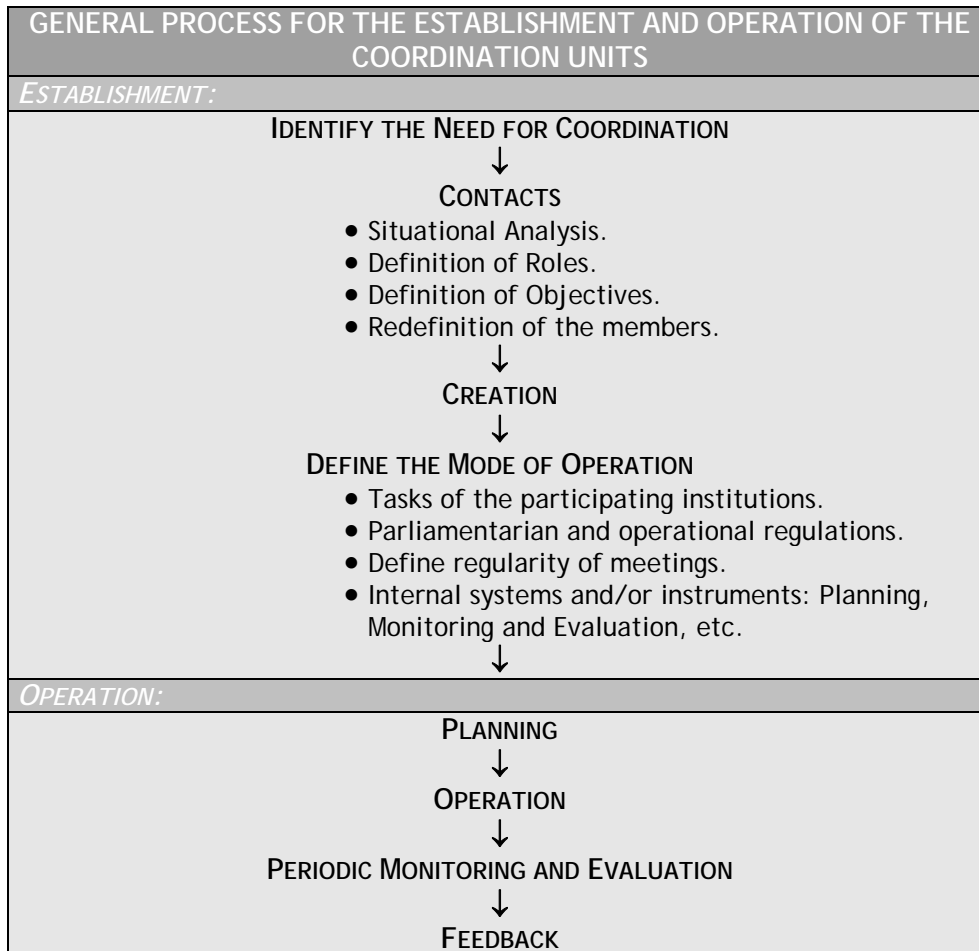 GENERAL PROCESS FOR THE ESTABLISHMENT AND OPERATION OF THE
COORDINATION UNITS
ESTABLISHMENT:
IDENTIFY THE NEED FOR COORDINATION
↓
CONTACTS
• Situational Analysis.
• Definition of Roles.
• Definition of Objectives.
• Redefinition of the members.
↓
CREATION
↓
DEFINE THE MODE OF OPERATION
• Tasks of the participating institutions.
• Parliamentarian and operational regulations.
• Define regularity of meetings.
• Internal systems and/or instruments: Planning,
Monitoring and Evaluation, etc.
↓
OPERATION:
PLANNING
↓
OPERATION
↓
PERIODIC MONITORING AND EVALUATION
↓
FEEDBACK